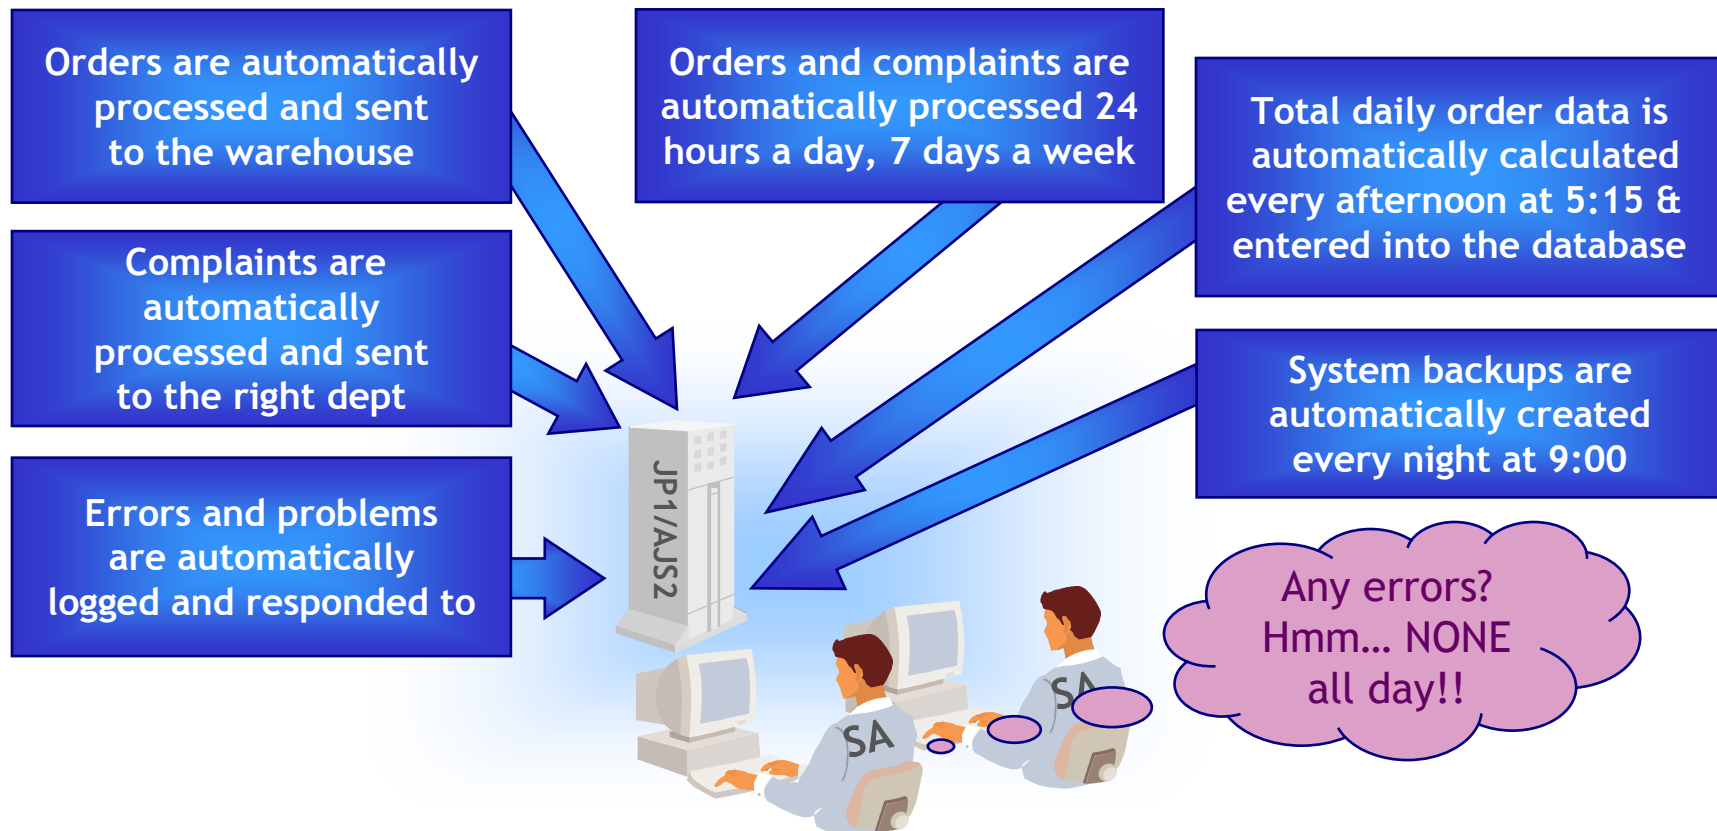 Orders are automatically
processed and sent
to the warehouse
Orders and complaints are
automatically processed 24
hours a day, 7 days a week
Total daily order data is
automatically calculated
every afternoon at 5:15 &
entered into the database
Complaints are
automatically
processed and sent
to the right dept
System backups are
automatically created
every night at 9:00
Errors and problems
are automatically
logged and responded to
JP1/AJS2
Any errors?
Hmm... NONE
all day!!
SA
SA